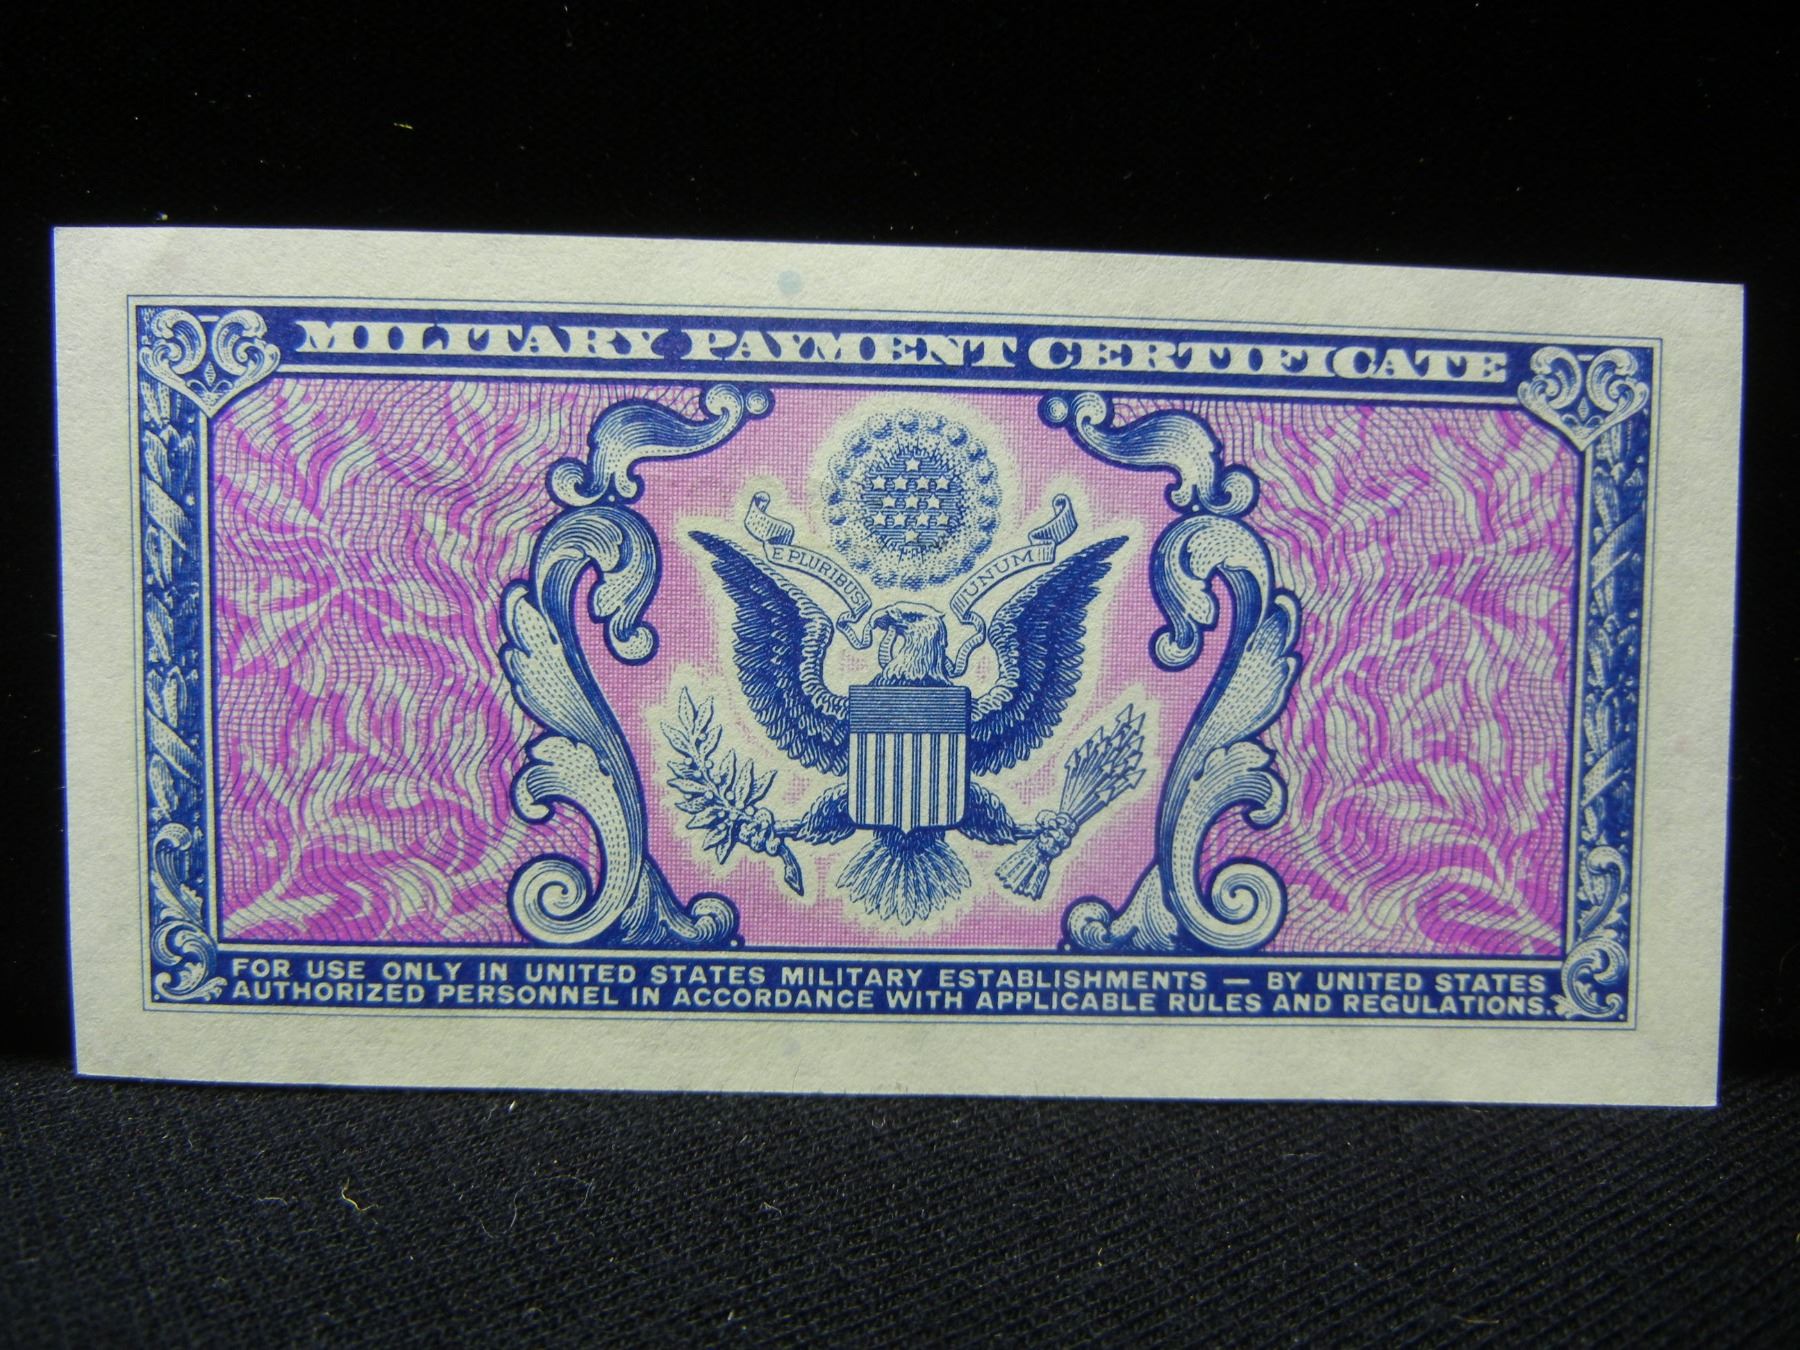 MILITARY PAYMENT CERTIFICATE
E PLURIBUS UNUM
FOR USE ONLY IN UNITED STATES MILITARY ESTABLISHMENTS — BY UNITED STATES
AUTHORIZED PERSONNEL IN ACCORDANCE WITH APPLICABLE RULES AND REGULATIONS.